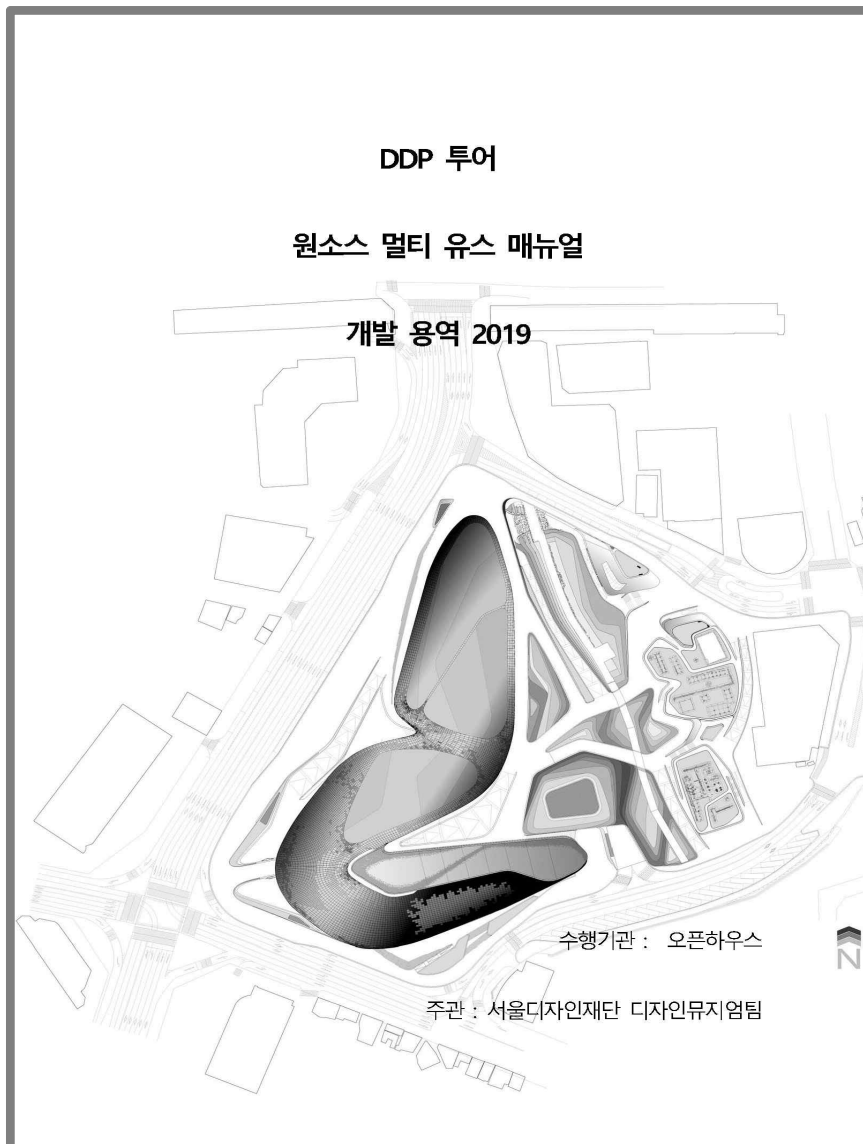 DDP 투어
원소스 멀티 유스 매뉴얼
개발 용역 2019
수행기관 : 오픈하우스
N
주관 : 서울디자인재단 디자인뮤지엄팀